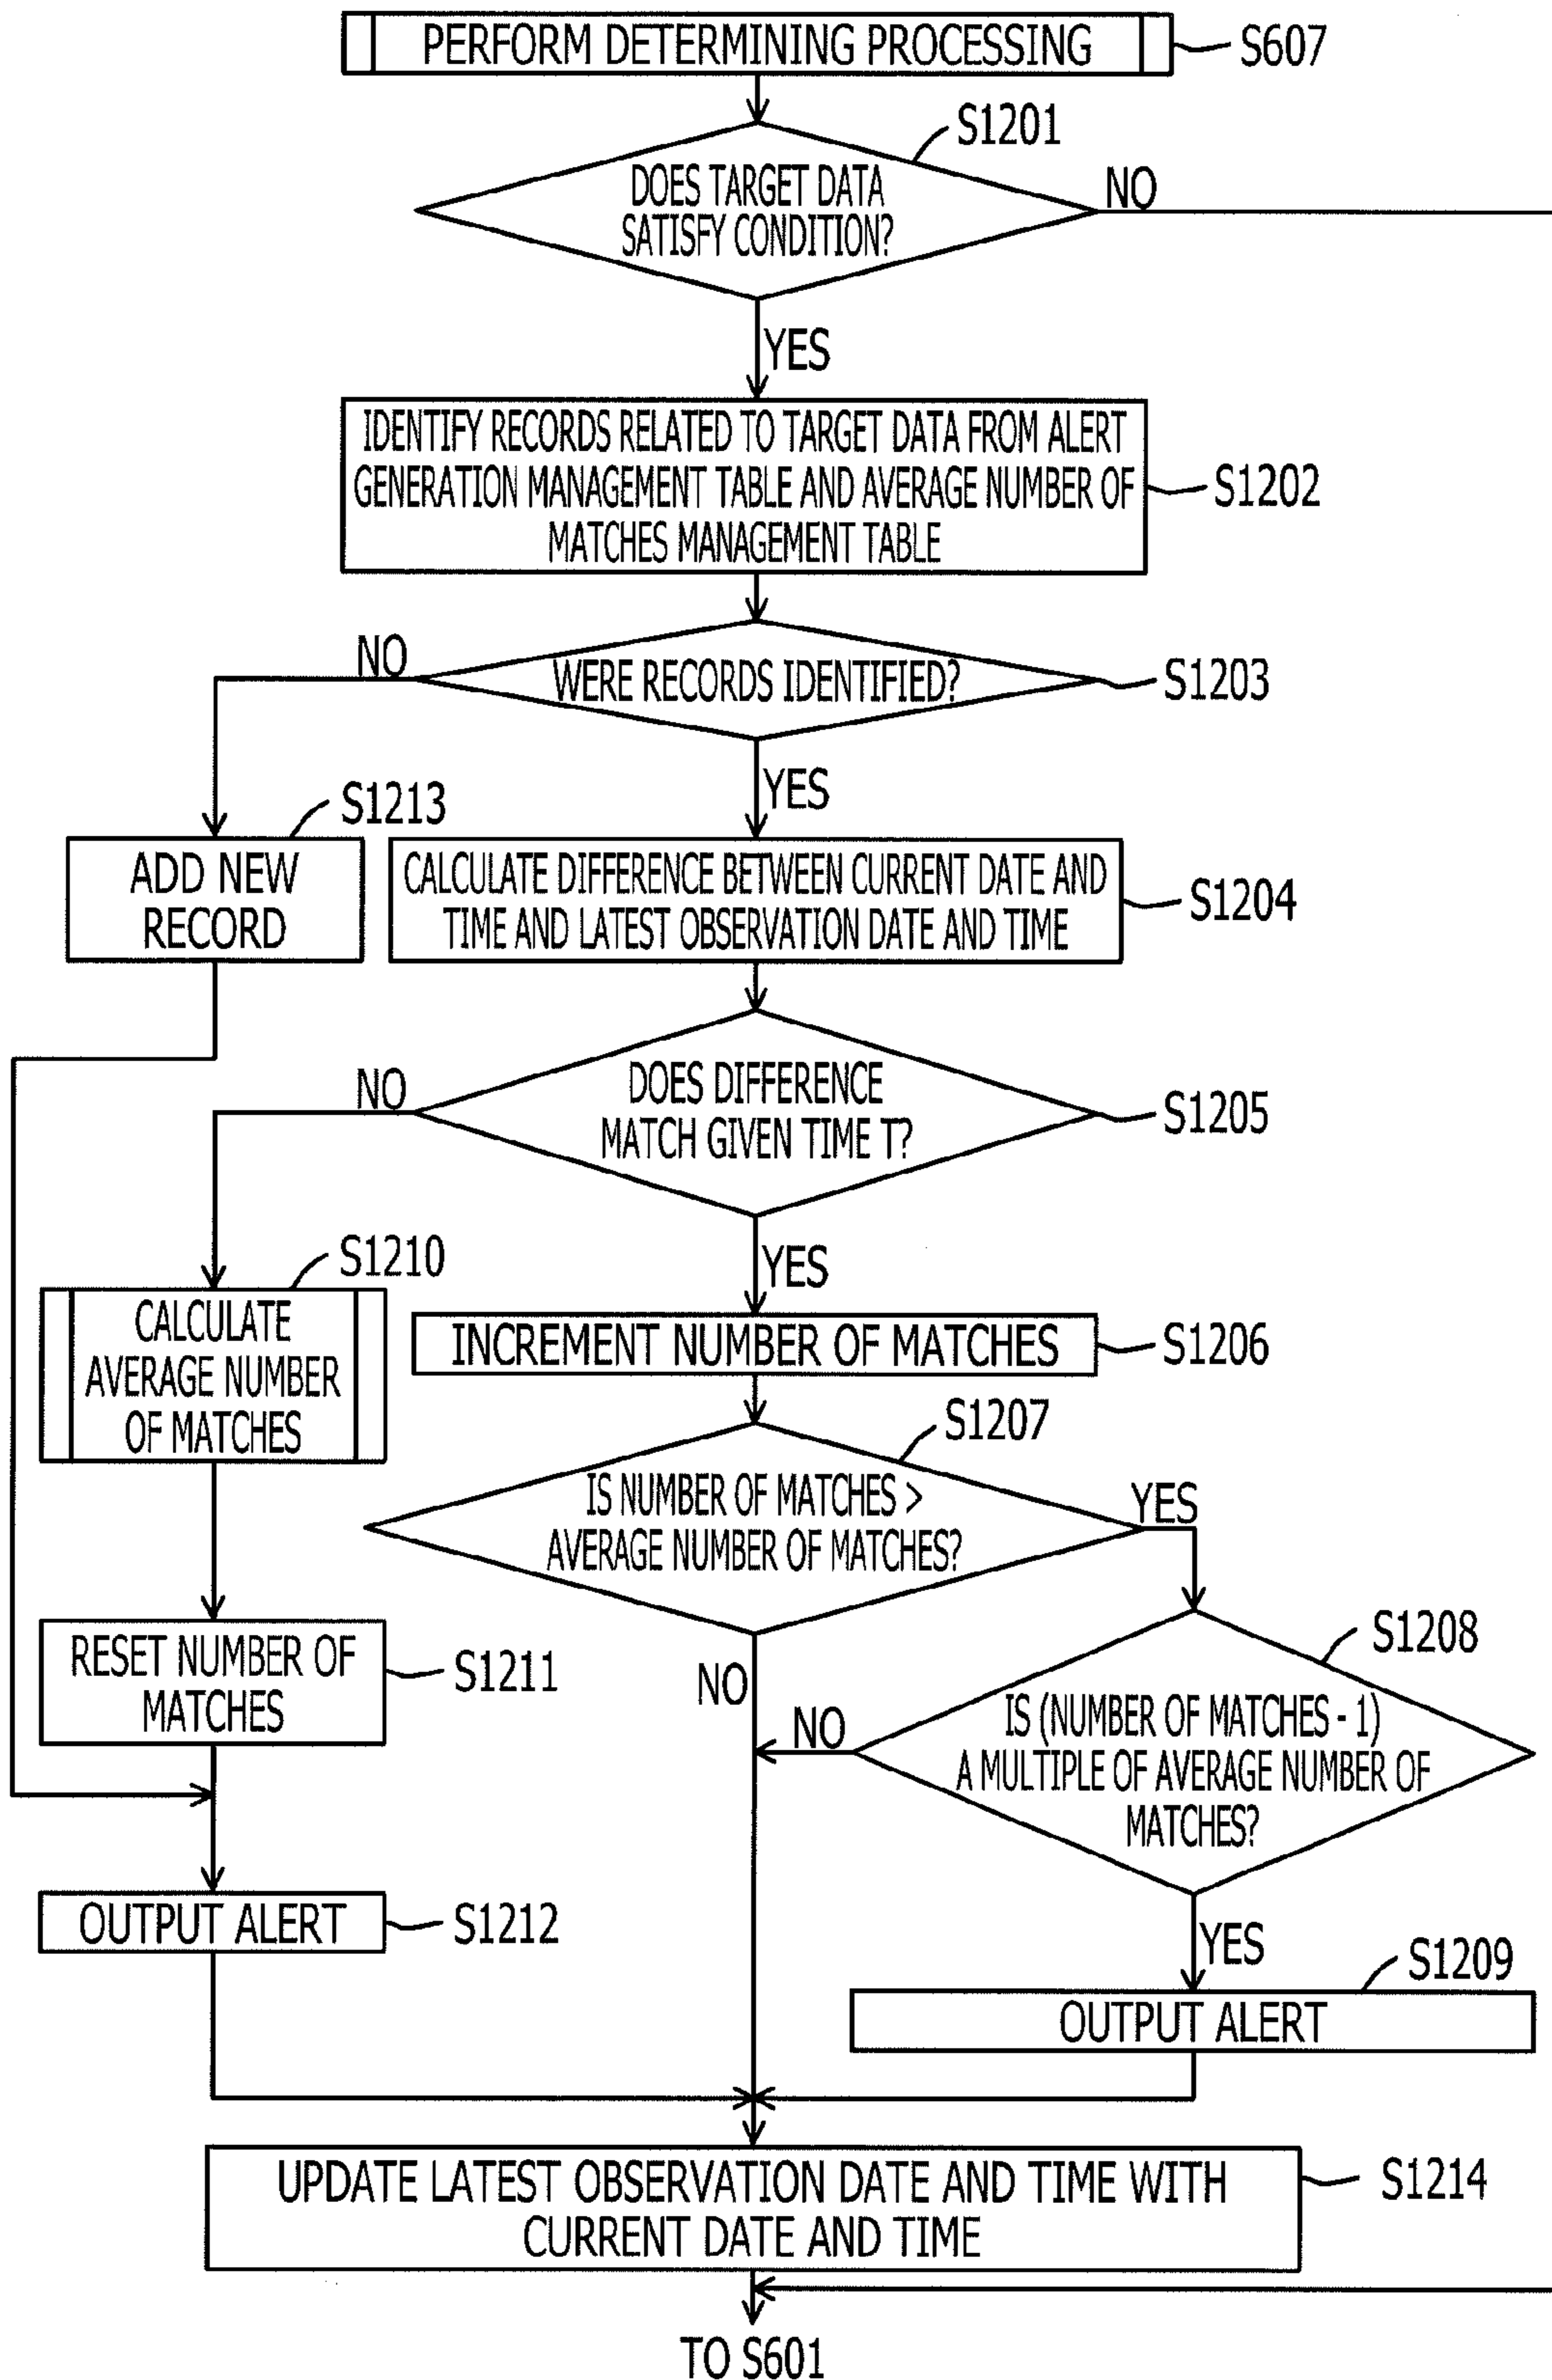 PERFORM DETERMINING PROCESSING
S607
S1201
DOES TARGET DATA
SATISFY CONDITION?
NO
YES
IDENTIFY RECORDS RELATED TO TARGET DATA FROM ALERT
GENERATION MANAGEMENT TABLE AND AVERAGE NUMBER OF
MATCHES MANAGEMENT TABLE
S1202
NO
WERE RECORDS IDENTIFIED?
S1203
YES
S1213
ADD NEW
RECORD
CALCULATE DIFFERENCE BETWEEN CURRENT DATE AND
TIME AND LATEST OBSERVATION DATE AND TIME
S1204
NO
DOES DIFFERENCE
MATCH GIVEN TIME T?
S1205
YES
S1210
CALCULATE
AVERAGE NUMBER
OF MATCHES
INCREMENT NUMBER OF MATCHES
S1206
S1207
IS NUMBER OF MATCHES >
AVERAGE NUMBER OF MATCHES?
YES
NO
RESET NUMBER OF
MATCHES
S1211
S1208
NO
IS (NUMBER OF MATCHES - 1)
A MULTIPLE OF AVERAGE NUMBER OF
MATCHES?
YES
OUTPUT ALERT
S1212
S1209
OUTPUT ALERT
UPDATE LATEST OBSERVATION DATE AND TIME WITH
CURRENT DATE AND TIME
S1214
TO S601